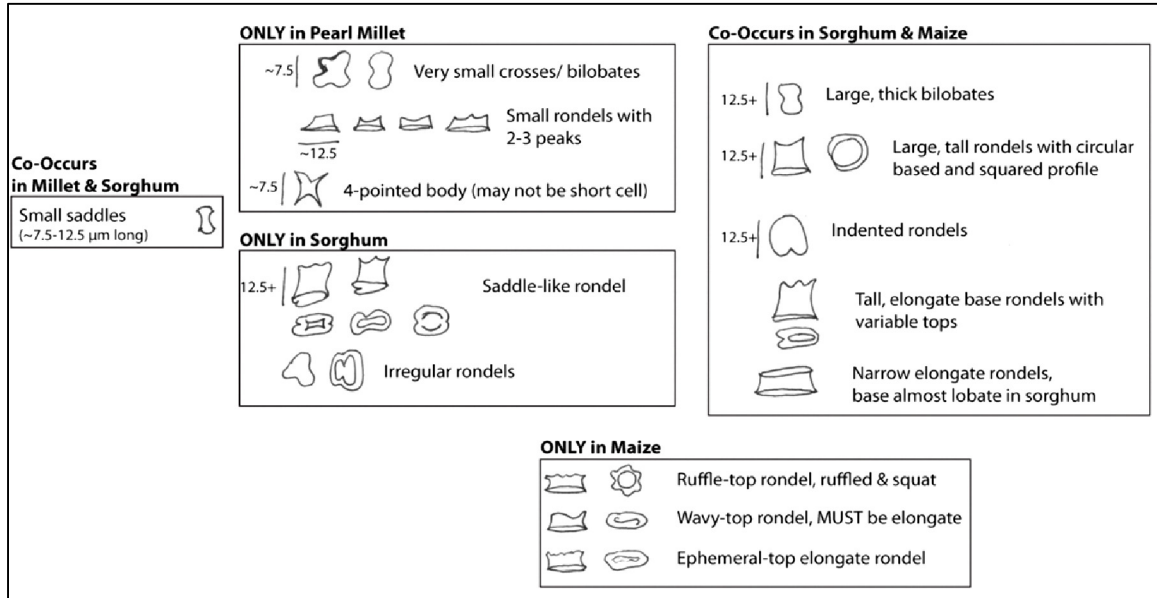 Co-Occurs
in Millet & Sorghum
Small saddles
(~7.5-12.5 µm long)
ONLY in Pearl Millet
~7.5
Very small crosses/ bilobates
Small rondels with
2-3 peaks
~12.5
~7.5
4-pointed body (may not be short cell)
ONLY in Sorghum
12.5+
Saddle-like rondel
Irregular rondels
Co-Occurs in Sorghum & Maize
12.5+
Large, thick bilobates
12.5+
Large, tall rondels with circular
based and squared profile
12.5+
Indented rondels
Tall, elongate base rondels with
variable tops
Narrow elongate rondels,
base almost lobate in sorghum
ONLY in Maize
Ruffle-top rondel, ruffled & squat
Wavy-top rondel, MUST be elongate
Ephemeral-top elongate rondel